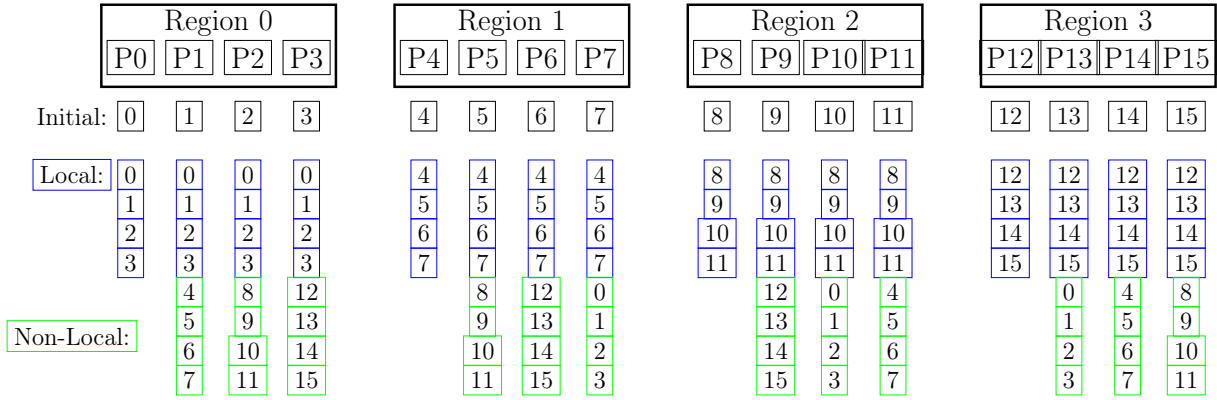 Region 0 Region 1 Region 2 Region 3
P0 P1 P2 P3 P4 P5 P6 P7 P8 P9 P10 P11 P12 P13 P14 P15
Initial: 0 1 2 3 4 5 6 7 8 9 10 11 12 13 14 15
Local: 0 0 0 0 4 4 4 4 8 8 8 8 12 12 12 12
1 1 1 1 5 5 5 5 9 9 9 9 13 13 13 13
2 2 2 2 6 6 6 6 10 10 10 10 14 14 14 14
3 3 3 3 7 7 7 7 11 11 11 11 15 15 15 15
4 8 12 8 12 0 12 0 4 0 4 8
5 9 13 9 13 1 13 1 5 1 5 9
Non-Local:
6 10 14 10 14 2 14 2 6 2 6 10
7 11 15 11 15 3 15 3 7 3 7 11